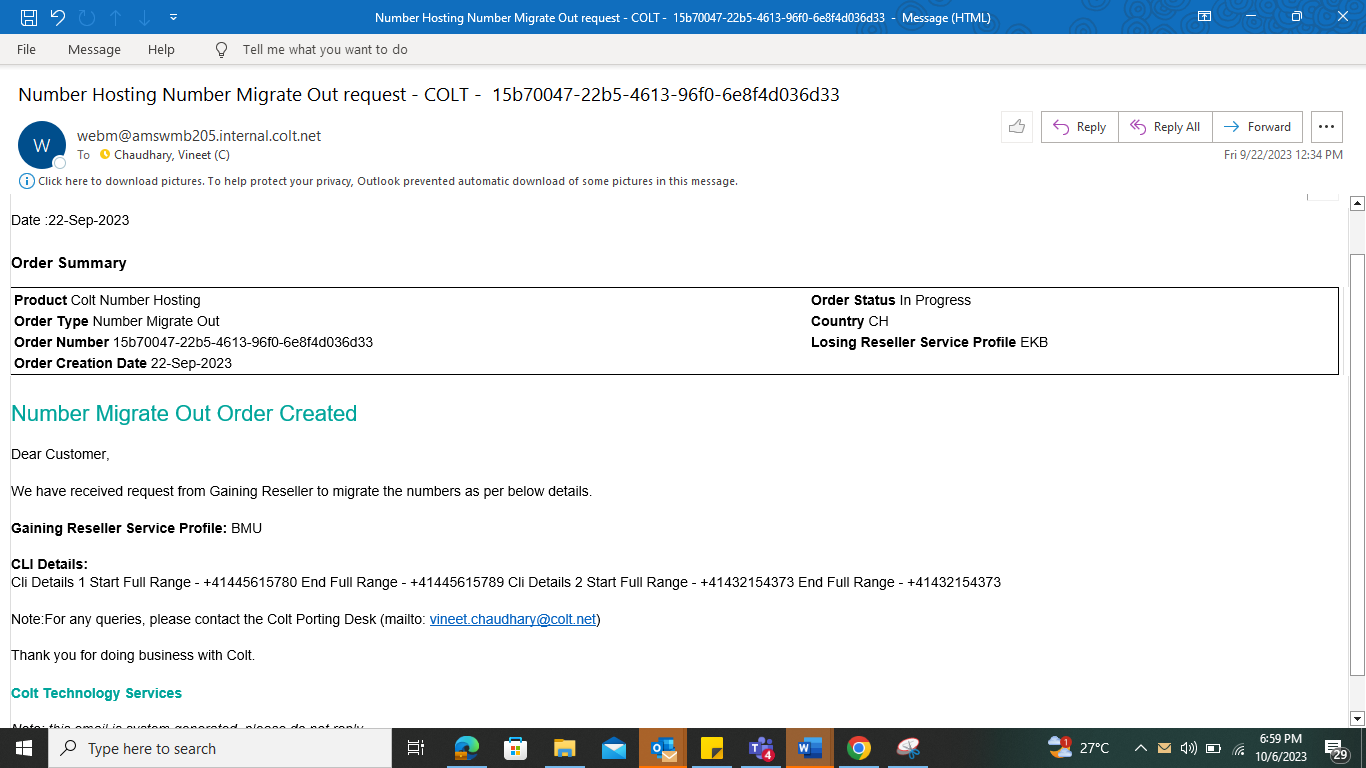 Number Hosting Number Migrate Out request - COLT - 15b70047-22b5-4613-96f0-6e8f4d036d33 - Message (HTML)
File Message Help Tell me what you want to do
Number Hosting Number Migrate Out request - COLT - 15b70047-22b5-4613-96f0-6e8f4d036d33
W
webm@amswmb205.internal.colt.net
To Chaudhary, Vineet (C)
Reply Reply All Forward
Fri 9/22/2023 12:34 PM
Click here to download pictures. To help protect your privacy, Outlook prevented automatic download of some pictures in this message.
Date :22-Sep-2023
Order Summary
Product Colt Number Hosting Order Status In Progress
Order Type Number Migrate Out Country CH
Order Number 15b70047-22b5-4613-96f0-6e8f4d036d33 Losing Reseller Service Profile EKB
Order Creation Date 22-Sep-2023
Number Migrate Out Order Created
Dear Customer,
We have received request from Gaining Reseller to migrate the numbers as per below details.
Gaining Reseller Service Profile: BMU
CLI Details:
Cli Details 1 Start Full Range - +41445615780 End Full Range - +41445615789 Cli Details 2 Start Full Range - +41432154373 End Full Range - +41432154373
Note:For any queries, please contact the Colt Porting Desk (mailto: vineet.chaudhary@colt.net)
Thank you for doing business with Colt.
Colt Technology Services
Note: this email is system generated, please do not reply
Type here to search 4 1 27°C 6:59 PM
10/6/2023 29